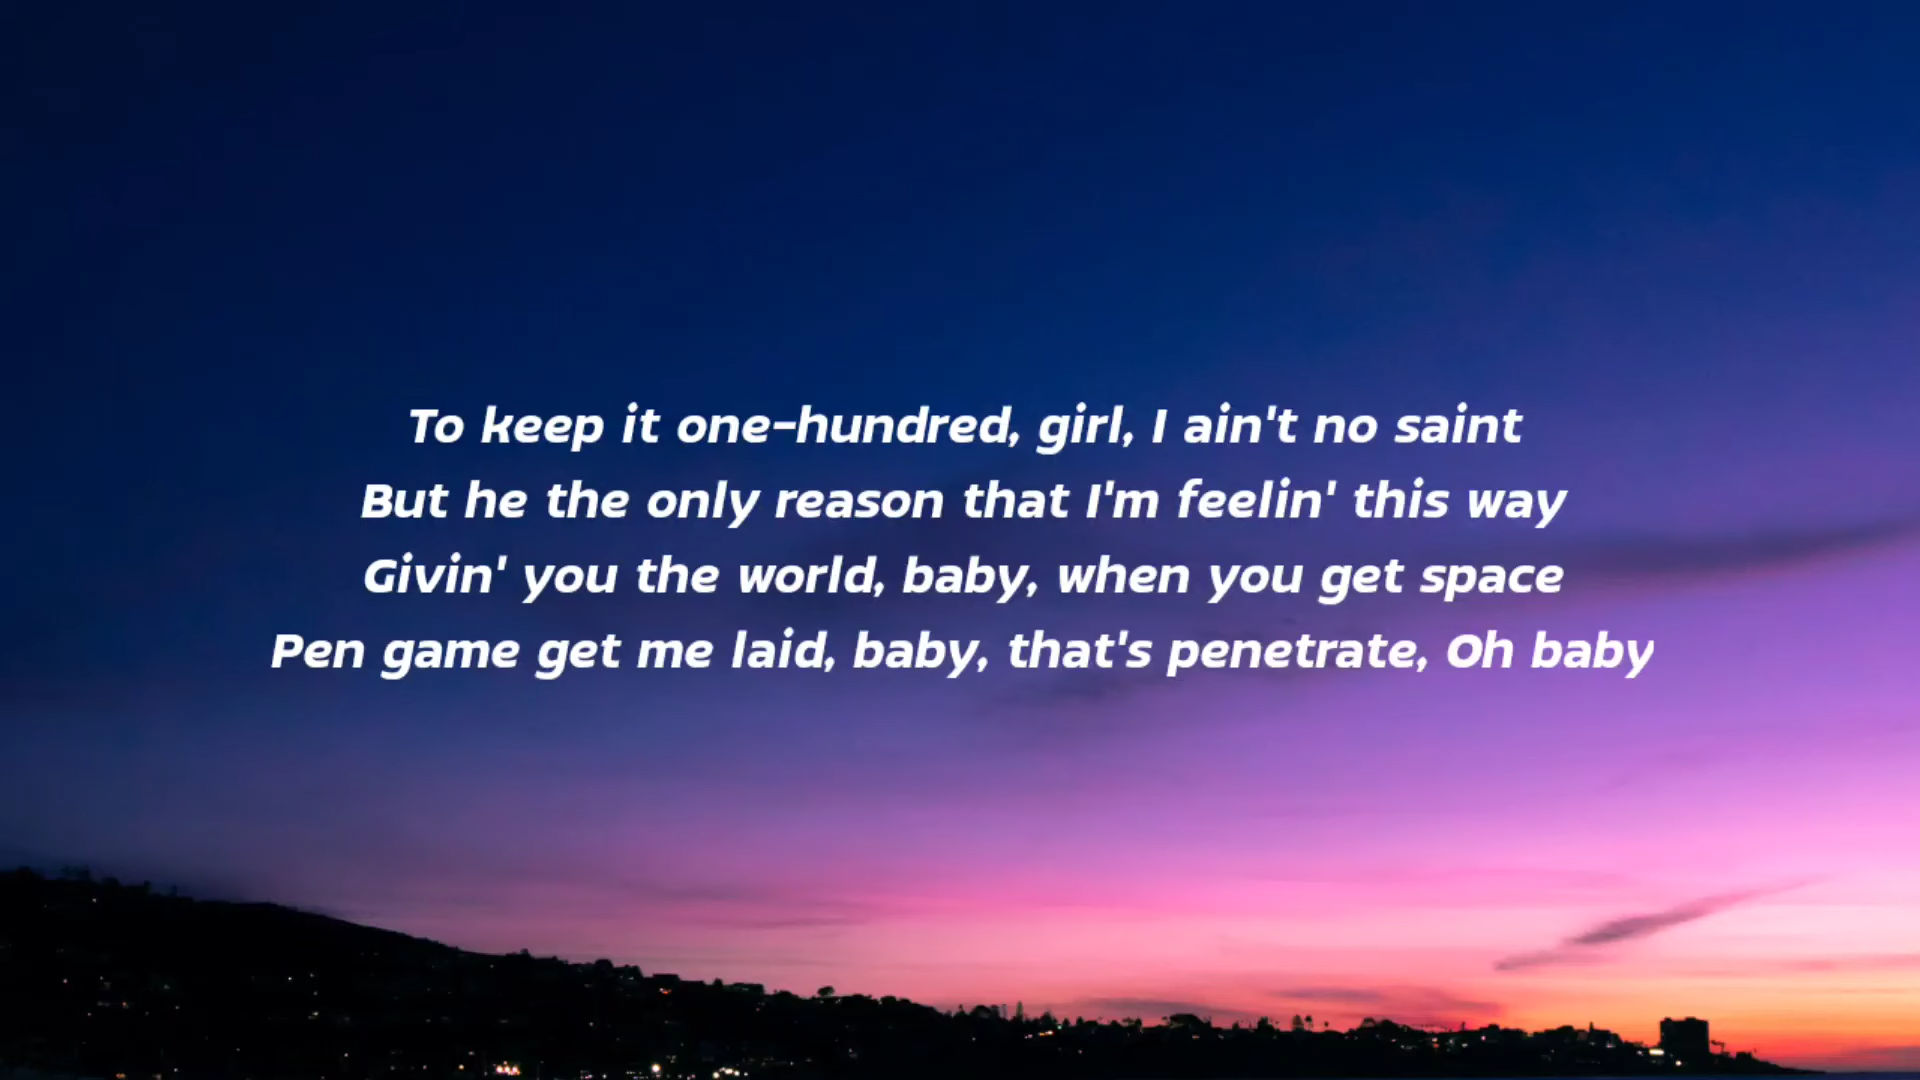 To keep it one-hundred, girl, I ain't no saint
But he the only reason that I'm feelin' this way
Givin' you the world, baby, when you get space
Pen game get me laid, baby, that's penetrate, Oh baby